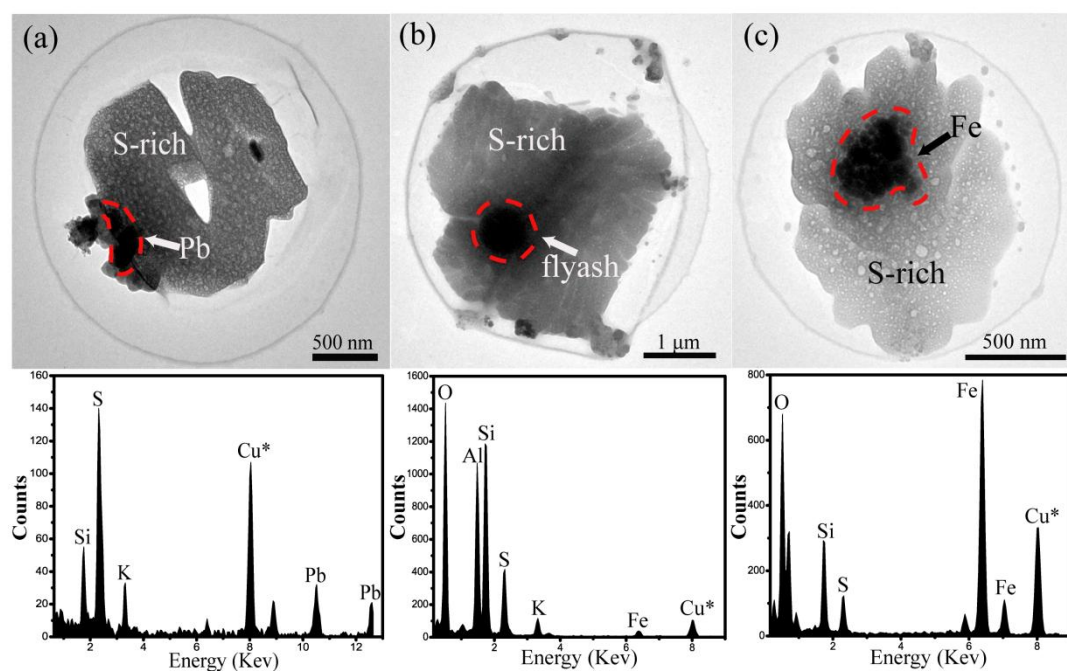 (a)
S-rich
Pb
500 nm
(b)
S-rich
flyash
1 μm
(c)
Fe
S-rich
500 nm
160
140
120
100
80
60
40
20
0
Counts
S
Si
K
Cu*
Pb
Pb
2 4 6 8 10 12
Energy (Kev)
1600
1400
1200
1000
800
600
400
200
0
Counts
O
Al
Si
S
K
Fe
Cu*
2 4 6 8
Energy (Kev)
800
600
400
200
0
Counts
O
Si
S
Fe
Fe
Cu*
2 4 6 8
Energy (Kev)